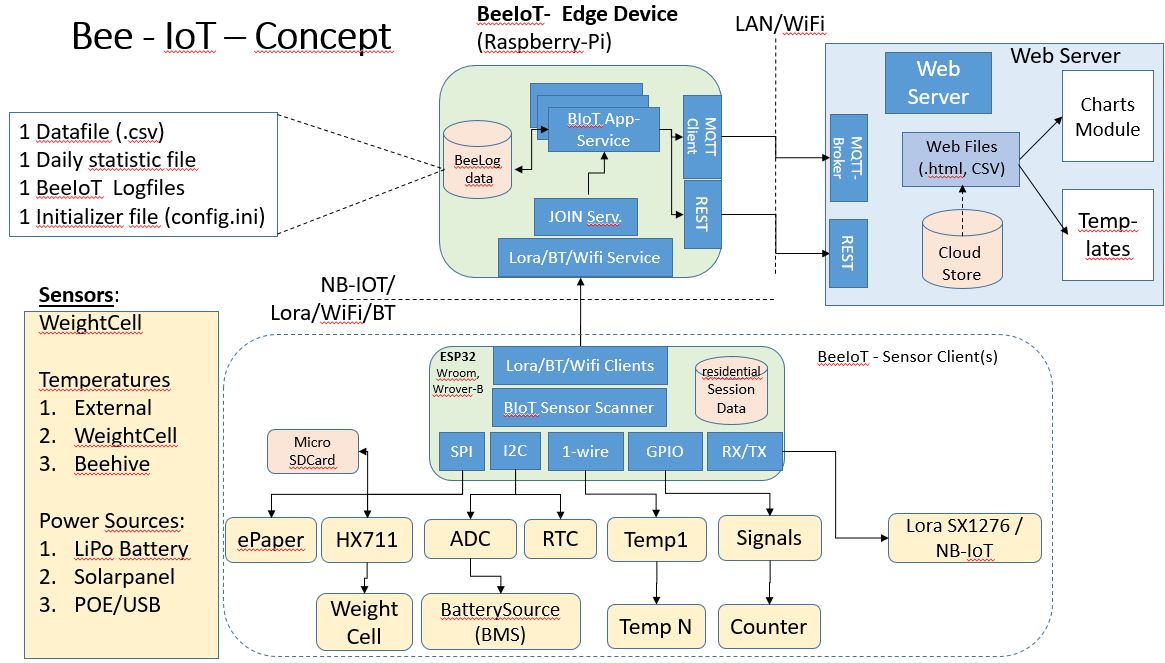 Bee - IoT – Concept
BeeIoT- Edge Device
(Raspberry-Pi)
LAN/WiFi
Web Server
Web
Server
Charts
Module
1 Datafile (.csv)
1 Daily statistic file
1 BeeIoT Logfiles
1 Initializer file (config.ini)
BeeLog
data
BIoT App-
Service
MQTT
Client
REST
JOIN Serv.
Lora/BT/Wifi Service
MQTT-
Broker
REST
Web Files
(.html, CSV)
Cloud
Store
Temp-
lates
NB-IOT/
Lora/WiFi/BT
Sensors:
WeightCell
Temperatures
1. External
2. WeightCell
3. Beehive
Power Sources:
1. LiPo Battery
2. Solarpanel
3. POE/USB
BeeIoT - Sensor Client(s)
ESP32
Wroom,
Wrover-B
Lora/BT/Wifi Clients
BIoT Sensor Scanner
residential
Session
Data
SPI
I2C
1-wire
GPIO
RX/TX
Micro
SDCard
ePaper
HX711
ADC
RTC
Temp1
Signals
Lora SX1276 /
NB-IoT
Weight
Cell
BatterySource
(BMS)
Temp N
Counter